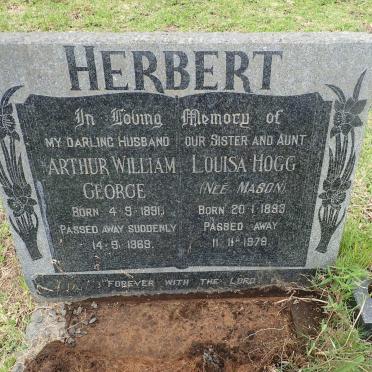 HERBERT
In Loving Memory of
MY DARLING HUSBAND
ARTHUR WILLIAM
GEORGE
BORN 4·9·1891
PASSED AWAY SUDDENLY
14·9·1969.
OUR SISTER AND AUNT
LOUISA HOGG
(NÉE MASON)
BORN 20·1·1893
PASSED AWAY
11·11·1978.
FOREVER WITH THE LORD